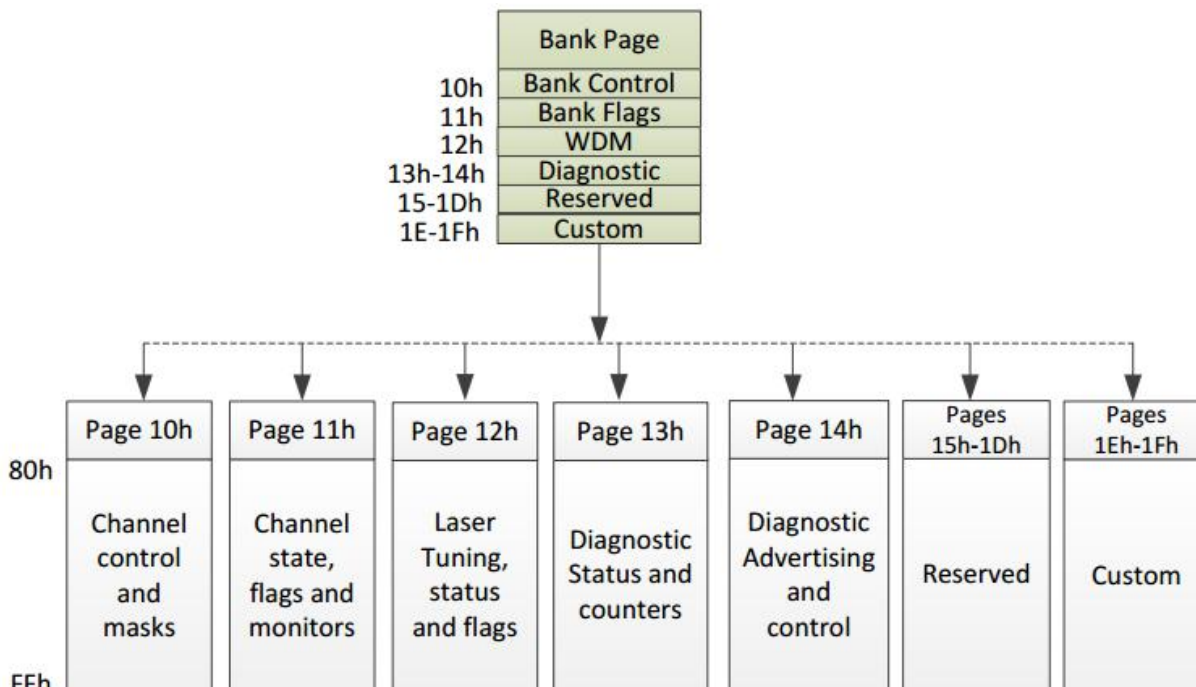 Bank Page
10h Bank Control
11h Bank Flags
12h WDM
13h-14h Diagnostic
15-1Dh Reserved
1E-1Fh Custom
Page 10h
Page 11h
Page 12h
Page 13h
Page 14h
Pages
15h-1Dh
Pages
1Eh-1Fh
80h
Channel
control
and
masks
Channel
state,
flags and
monitors
Laser
Tuning,
status
and flags
Diagnostic
Status and
counters
Diagnostic
Advertising
and
control
Reserved
Custom
FFh